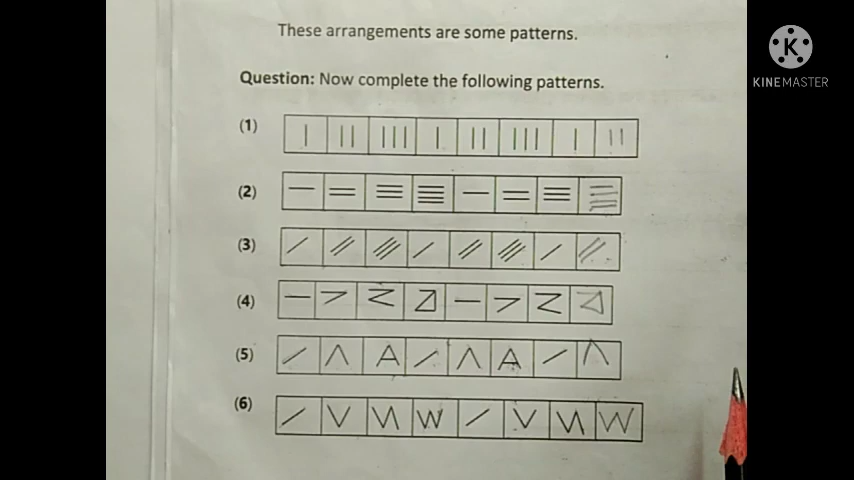 These arrangements are some patterns.
K
KINEMASTER
Question: Now complete the following patterns.
(1)
(2)
(3)
(4)
(5)
(6)